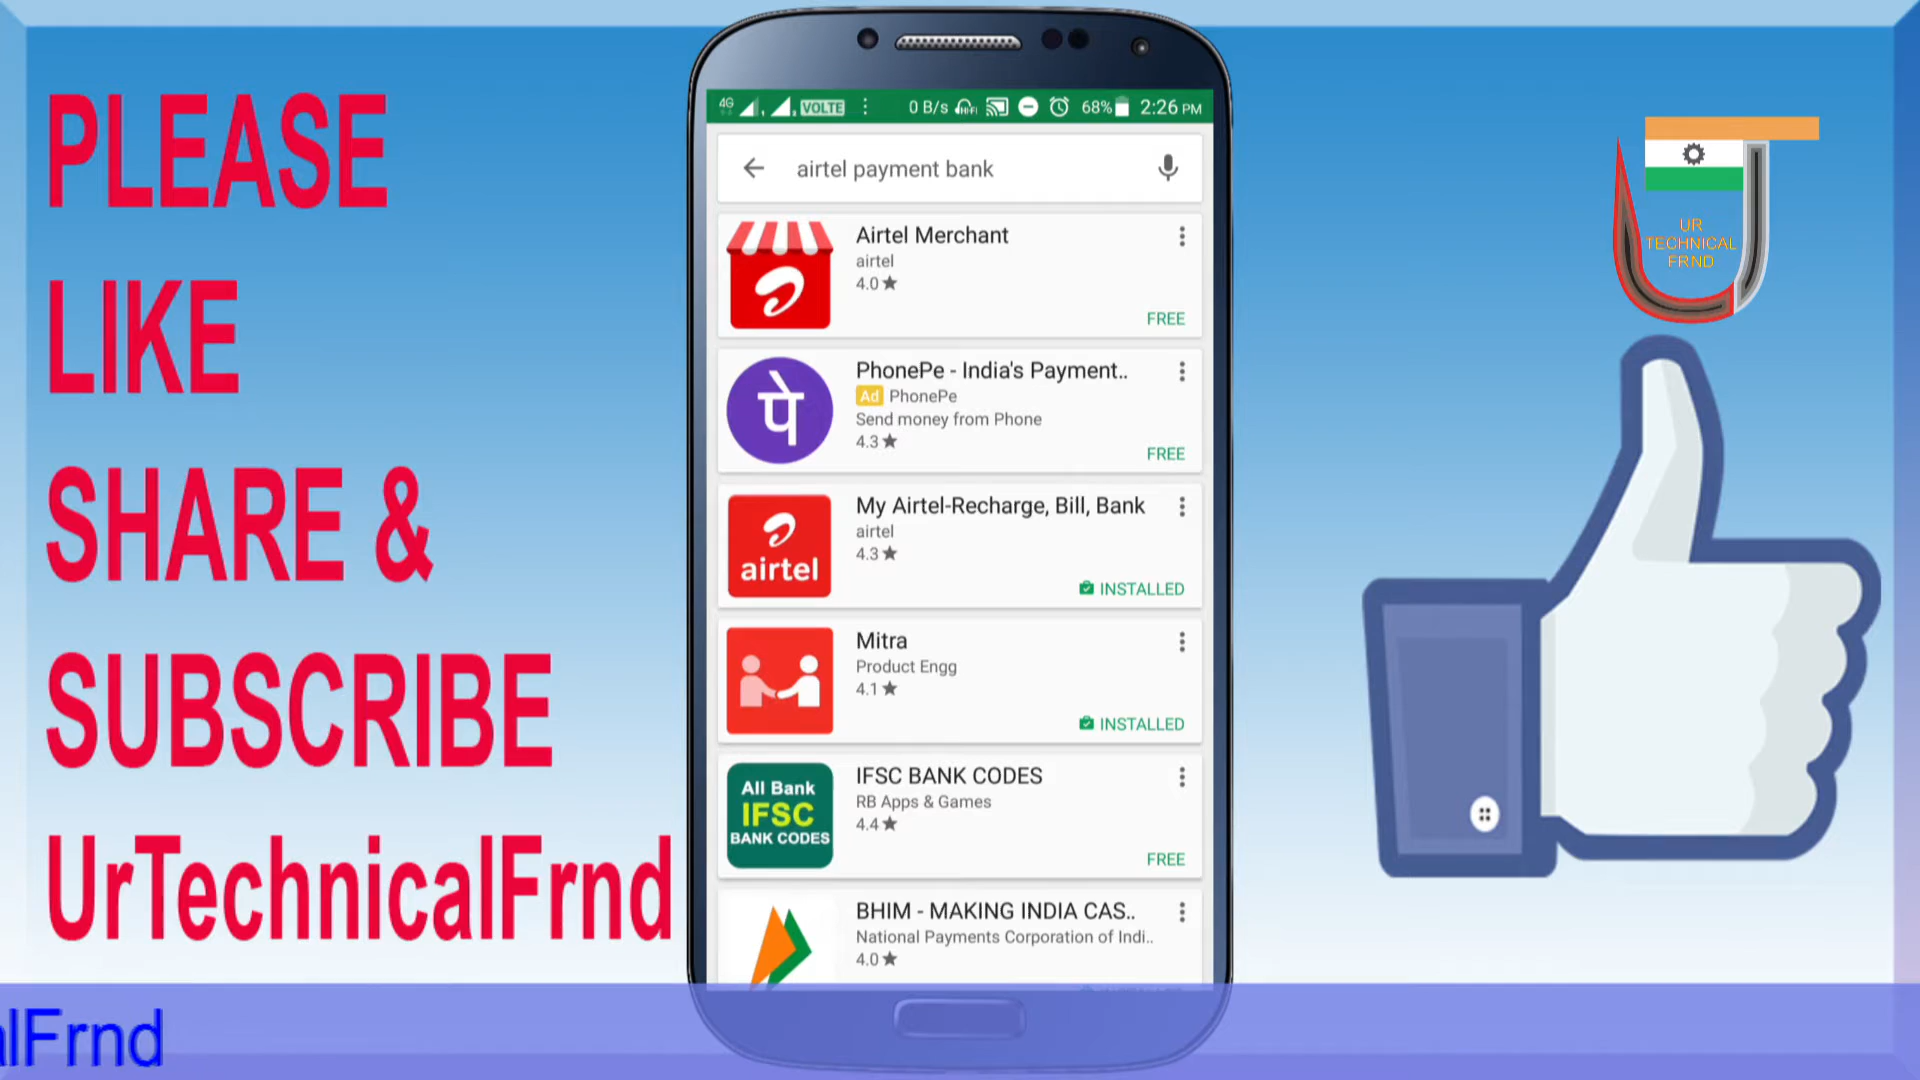 PLEASE
LIKE
SHARE &
SUBSCRIBE
UrTechnicalFrnd
4G VOLTE 0 B/s Hi-Fi 68% 2:26 PM
airtel payment bank
Airtel Merchant
airtel
4.0★
FREE
पे
PhonePe - India's Payment..
Ad PhonePe
Send money from Phone
4.3★
FREE
airtel
My Airtel-Recharge, Bill, Bank
airtel
4.3★
INSTALLED
Mitra
Product Engg
4.1★
INSTALLED
All Bank
IFSC
BANK CODES
IFSC BANK CODES
RB Apps & Games
4.4★
FREE
BHIM - MAKING INDIA CAS..
National Payments Corporation of Indi..
4.0★
UR
TECHNICAL
FRND
alFrnd